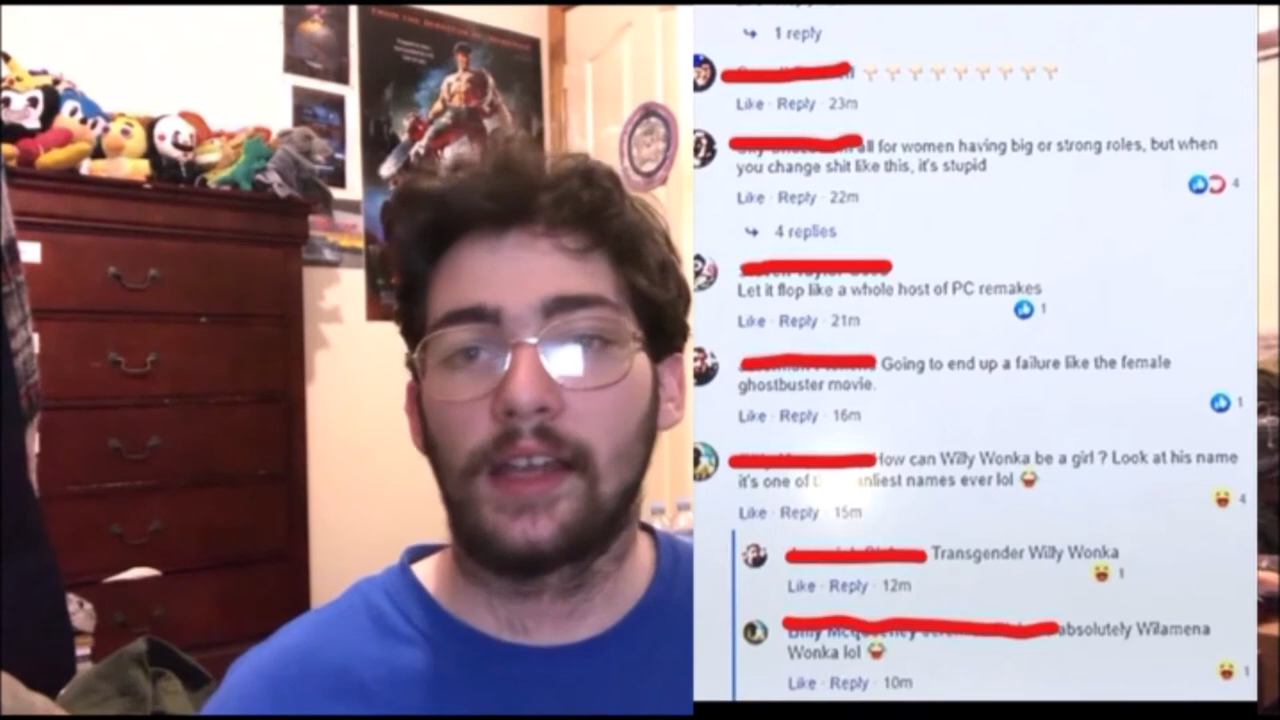 1 reply
Like · Reply · 23m
all for women having big or strong roles, but when
you change shit like this, it's stupid
4
Like · Reply · 22m
4 replies
Let it flop like a whole host of PC remakes
1
Like · Reply · 21m
Going to end up a failure like the female
ghostbuster movie.
1
Like · Reply · 16m
How can Willy Wonka be a girl ? Look at his name
it's one of names ever lol
4
Like · Reply · 15m
Transgender Willy Wonka
1
Like · Reply · 12m
absolutely Wilamena
Wonka lol
1
Like · Reply · 10m